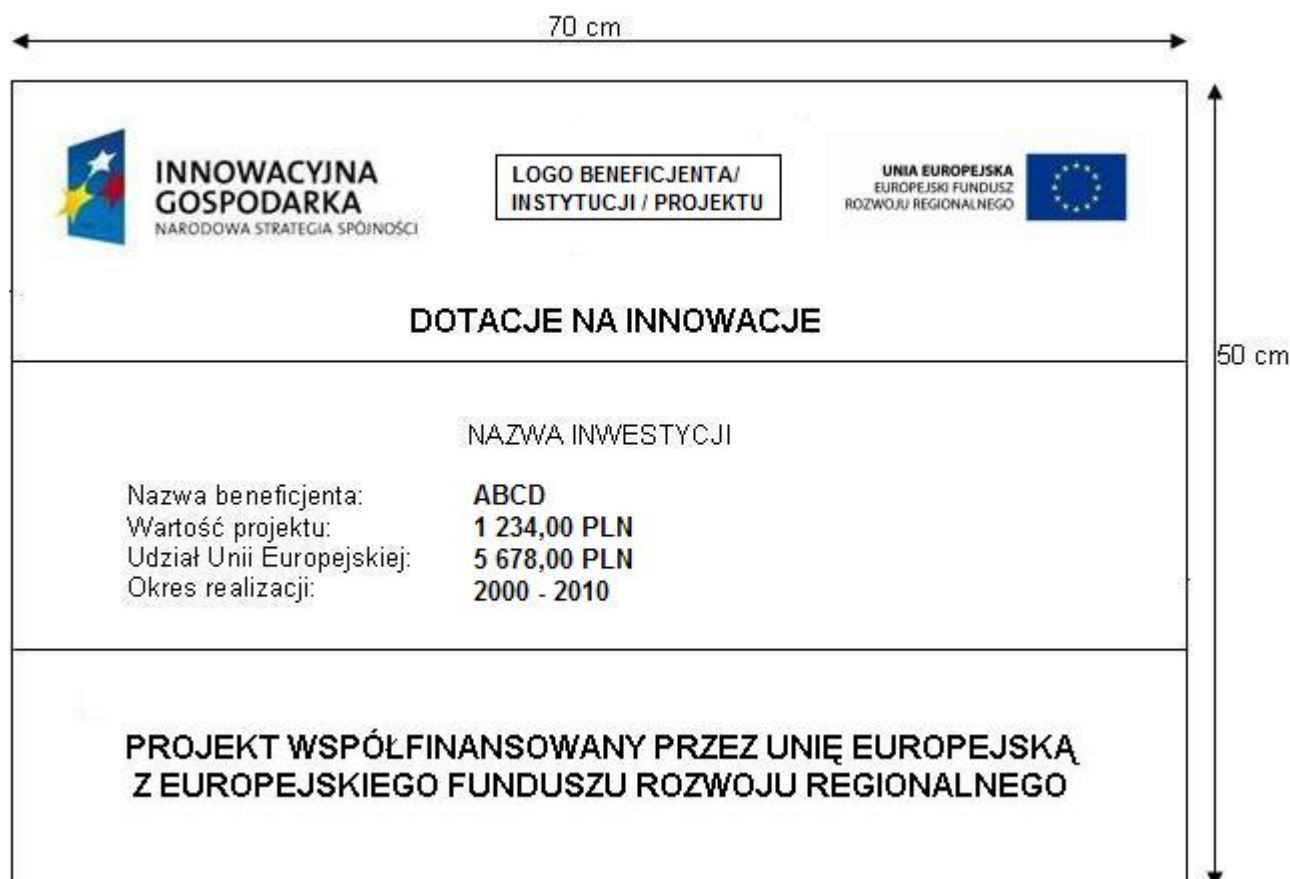 70 cm
INNOWACYJNA
GOSPODARKA
NARODOWA STRATEGIA SPÓJNOŚCI
LOGO BENEFICJENTA/
INSTYTUCJI / PROJEKTU
UNIA EUROPEJSKA
EUROPEJSKI FUNDUSZ
ROZWOJU REGIONALNEGO
DOTACJE NA INNOWACJE
50 cm
NAZWA INWESTYCJI
Nazwa beneficjenta: ABCD
Wartość projektu: 1 234,00 PLN
Udział Unii Europejskiej: 5 678,00 PLN
Okres realizacji: 2000 - 2010
PROJEKT WSPÓŁFINANSOWANY PRZEZ UNIĘ EUROPEJSKĄ
Z EUROPEJSKIEGO FUNDUSZU ROZWOJU REGIONALNEGO